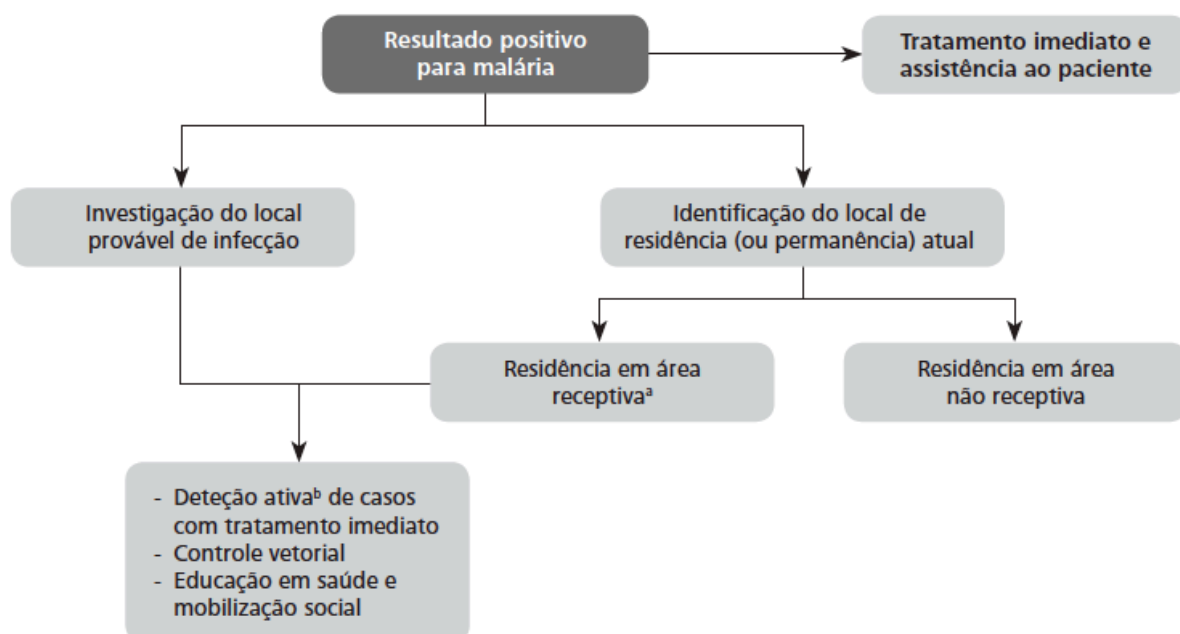 Resultado positivo
para malária
Tratamento imediato e
assistência ao paciente
Investigação do local
provável de infecção
Identificação do local de
residência (ou permanência) atual
Residência em área
receptivaᵃ
Residência em área
não receptiva
- Deteção ativaᵇ de casos
com tratamento imediato
- Controle vetorial
- Educação em saúde e
mobilização social